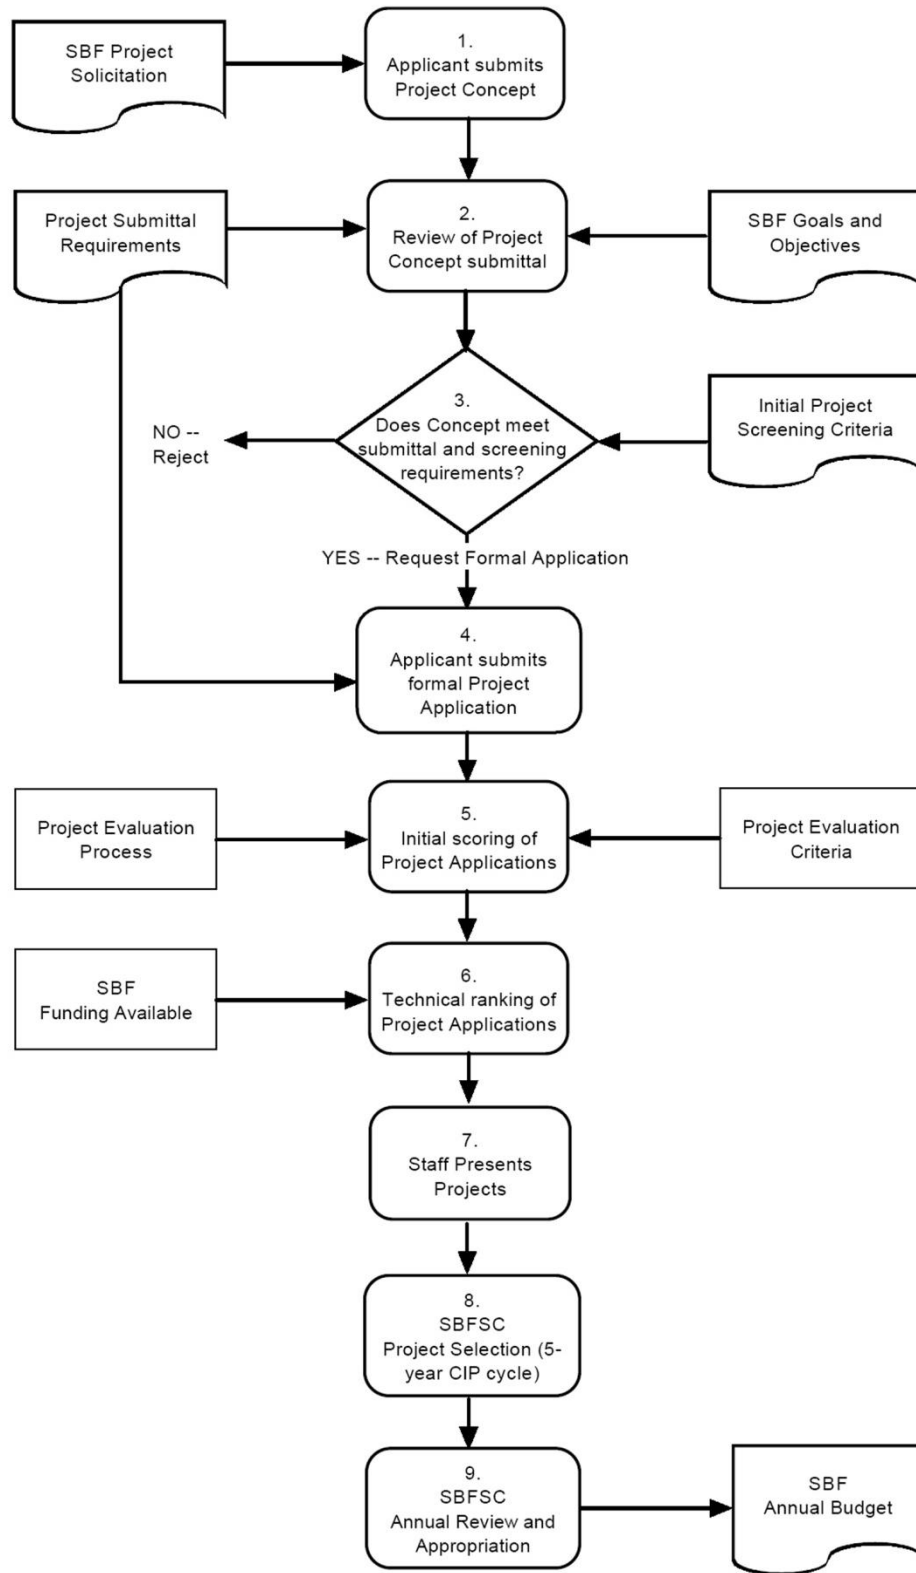 SBF Project
Solicitation
1.
Applicant submits
Project Concept
Project Submittal
Requirements
2.
Review of Project
Concept submittal
SBF Goals and
Objectives
3.
Does Concept meet
submittal and screening
requirements?
NO --
Reject
Initial Project
Screening Criteria
YES -- Request Formal Application
4.
Applicant submits
formal Project
Application
Project Evaluation
Process
5.
Initial scoring of
Project Applications
Project Evaluation
Criteria
SBF
Funding Available
6.
Technical ranking of
Project Applications
7.
Staff Presents
Projects
8.
SBFSC
Project Selection (5-
year CIP cycle)
9.
SBFSC
Annual Review and
Appropriation
SBF
Annual Budget